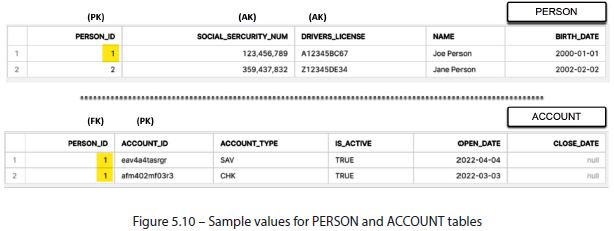 (PK) (AK) (AK) PERSON
PERSON_ID SOCIAL_SERCURITY_NUM DRIVERS_LICENSE NAME BIRTH_DATE
1 1 123,456,789 A12345BC67 Joe Person 2000-01-01
2 2 359,437,832 Z12345DE34 Jane Person 2002-02-02
(FK) (PK) ACCOUNT
PERSON_ID ACCOUNT_ID ACCOUNT_TYPE IS_ACTIVE OPEN_DATE CLOSE_DATE
1 1 eav4a4tasrgr SAV TRUE 2022-04-04 null
1 1 afm402mf03r3 CHK TRUE 2022-03-03 null
Figure 5.10 – Sample values for PERSON and ACCOUNT tables